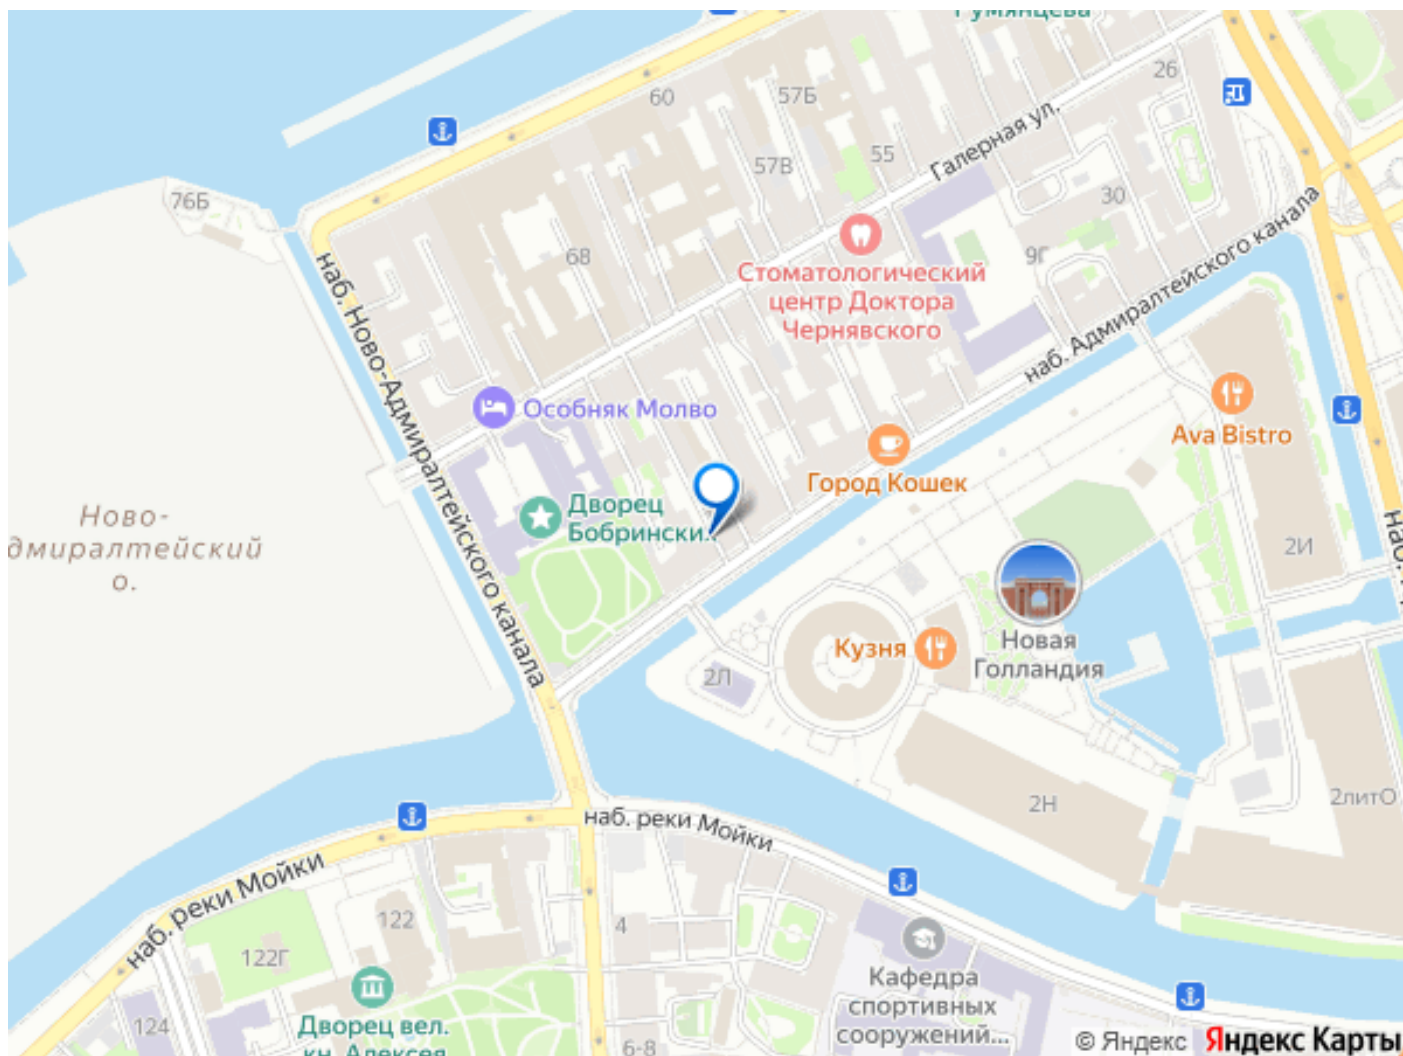 Румянцева
26
57Б
60
Галерная ул.
55
57В
76Б
30
наб. Адмиралтейского канала
68
9Г
Стоматологический
центр Доктора
Чернявского
наб. Ново-Адмиралтейского канала
Особняк Молво
Ava Bistro
Город Кошек
Дворец
Бобрински...
Ново-
дмиралтейский
о.
2И
наб.
Новая
Голландия
Кузня
2Л
2Н
2литО
наб. реки Мойки
наб. реки Мойки
122
4
122Г
Кафедра
спортивных
сооружений...
124
Дворец вел.
кн. Алексея
6-8
© Яндекс Яндекс Карты